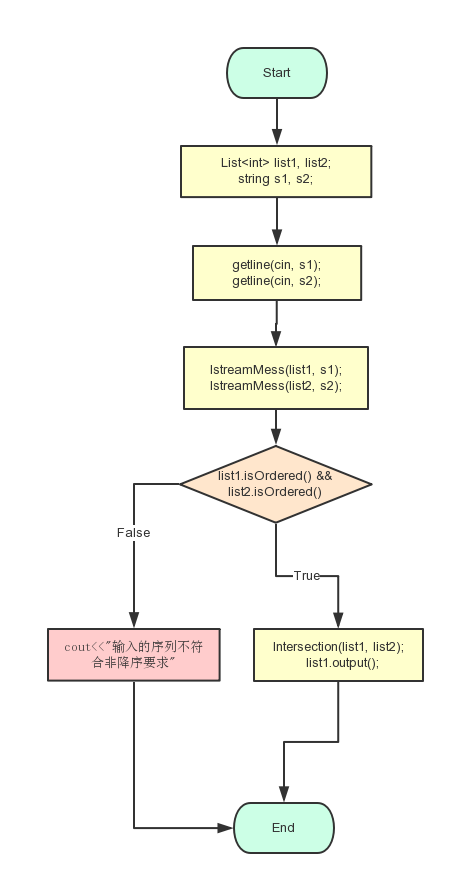 Start
List<int> list1, list2;
string s1, s2;
getline(cin, s1);
getline(cin, s2);
IstreamMess(list1, s1);
IstreamMess(list2, s2);
list1.isOrdered() &&
list2.isOrdered()
False
True
cout<<"输入的序列不符
合非降序要求"
Intersection(list1, list2);
list1.output();
End